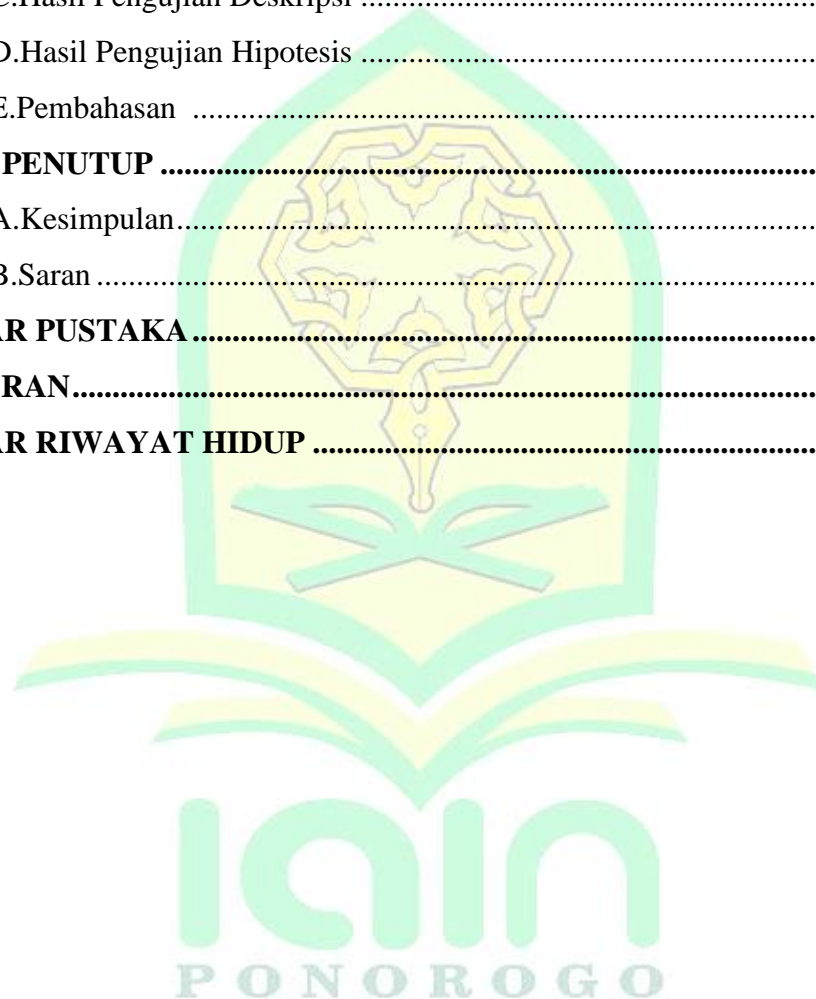 C.Hasil Pengujian Deskripsi ..........................................................
D.Hasil Pengujian Hipotesis ...........................................................
E.Pembahasan ................................................................................
PENUTUP ...................................................................................
A.Kesimpulan..................................................................................
B.Saran ............................................................................................
AR PUSTAKA................................................................................
RAN...............................................................................................
AR RIWAYAT HIDUP ................................................................
iain
PONOROGO